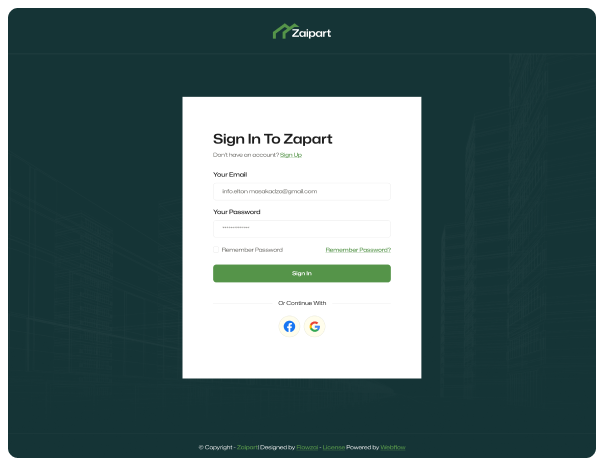 Zaipart
Sign In To Zapart
Don't have an account? Sign Up
Your Email
info.elton.masakadza@gmail.com
Your Password
*************
Remember Password Remember Password?
Sign In
Or Continue With
© Copyright - Zaipart| Designed by Flowzai - License Powered by Webflow